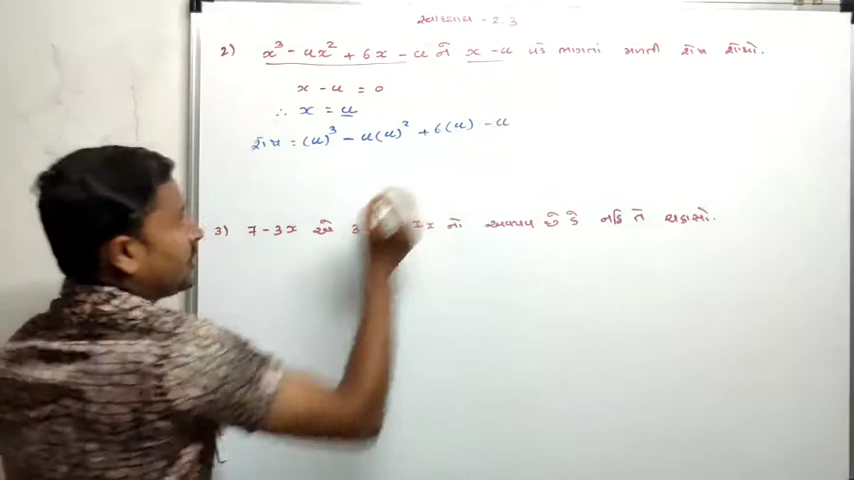 સ્વાધ્યાય - 2.3
2) x³ - ax² + 6x - a ને x - a વડે ભાગતાં મળતી શેષ શોધો.
x - a = 0
∴ x = a
શેષ = (a)³ - a(a)² + 6(a) - a
3) 7 - 3x એ 3 7x નો અવયવ છે કે નહિ તે ચકાસો.